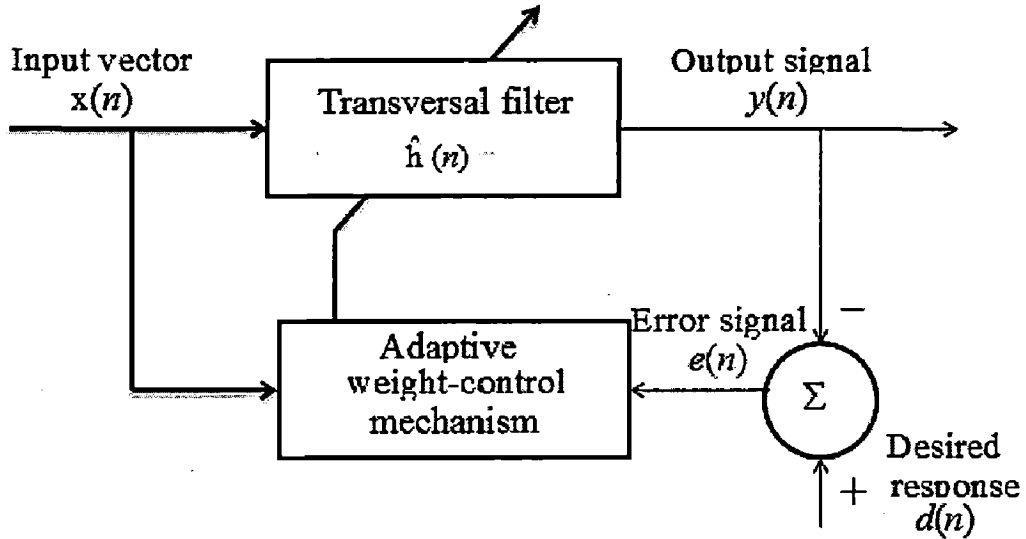 Input vector
x(n)
Transversal filter
ĥ (n)
Output signal
y(n)
Adaptive
weight-control
mechanism
Error signal
e(n)
−
Σ
+
Desired
response
d(n)